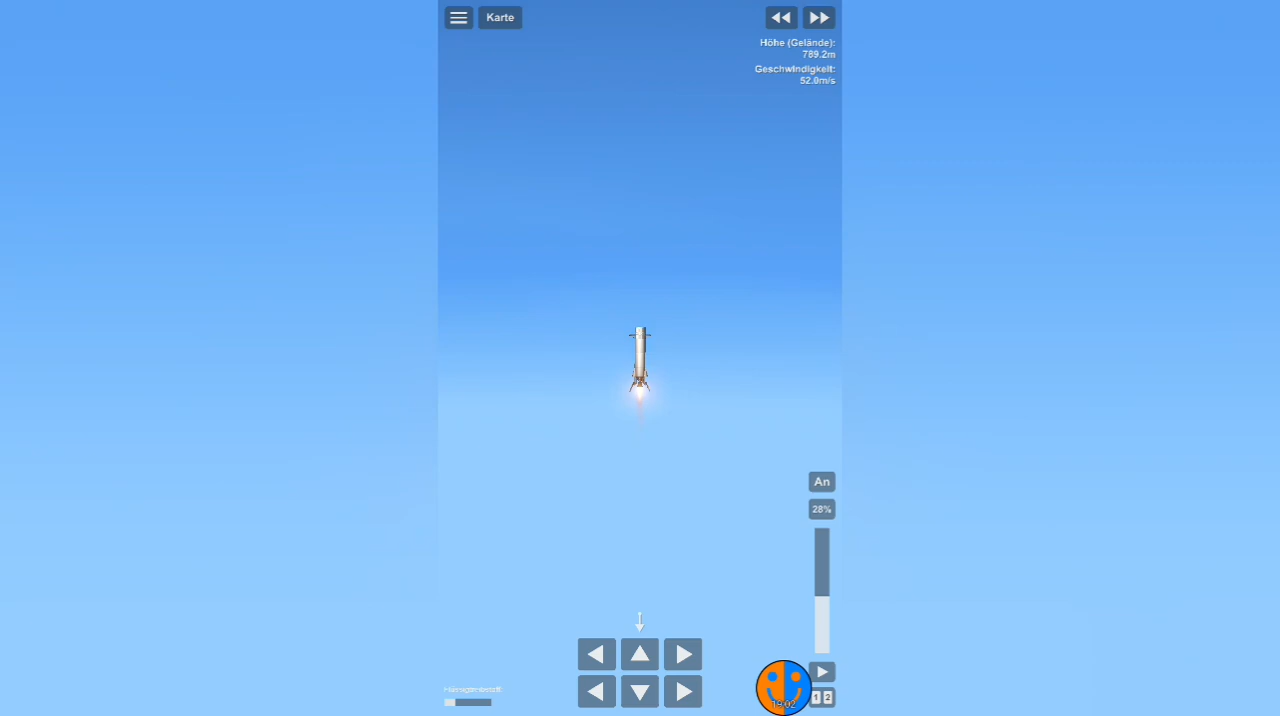 Karte
Höhe (Gelände):
789.2m
Geschwindigkeit:
52.0m/s
An
28%
1 2